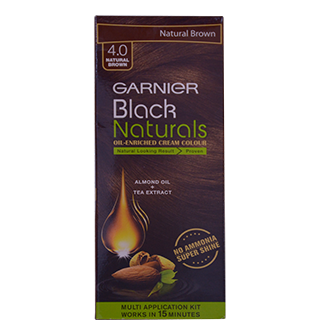 Natural Brown
4.0
NATURAL
BROWN
GARNIER
Black
Naturals
OIL-ENRICHED CREAM COLOUR
Natural Looking Result > Proven
ALMOND OIL
+
TEA EXTRACT
NO AMMONIA
SUPER SHINE
MULTI APPLICATION KIT
WORKS IN 15 MINUTES